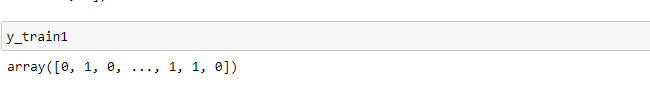 y_train1
array([0, 1, 0, ..., 1, 1, 0])